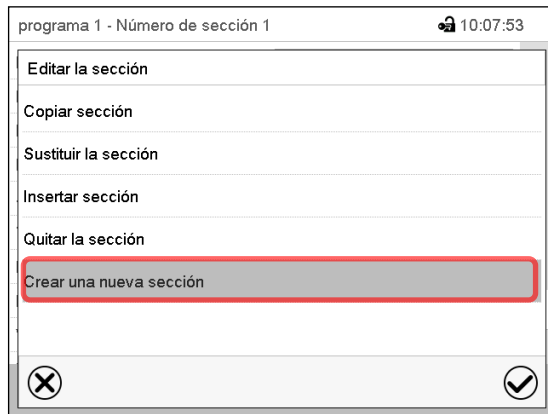 programa 1 - Número de sección 1 10:07:53
Editar la sección
Copiar sección
Sustituir la sección
Insertar sección
Quitar la sección
Crear una nueva sección